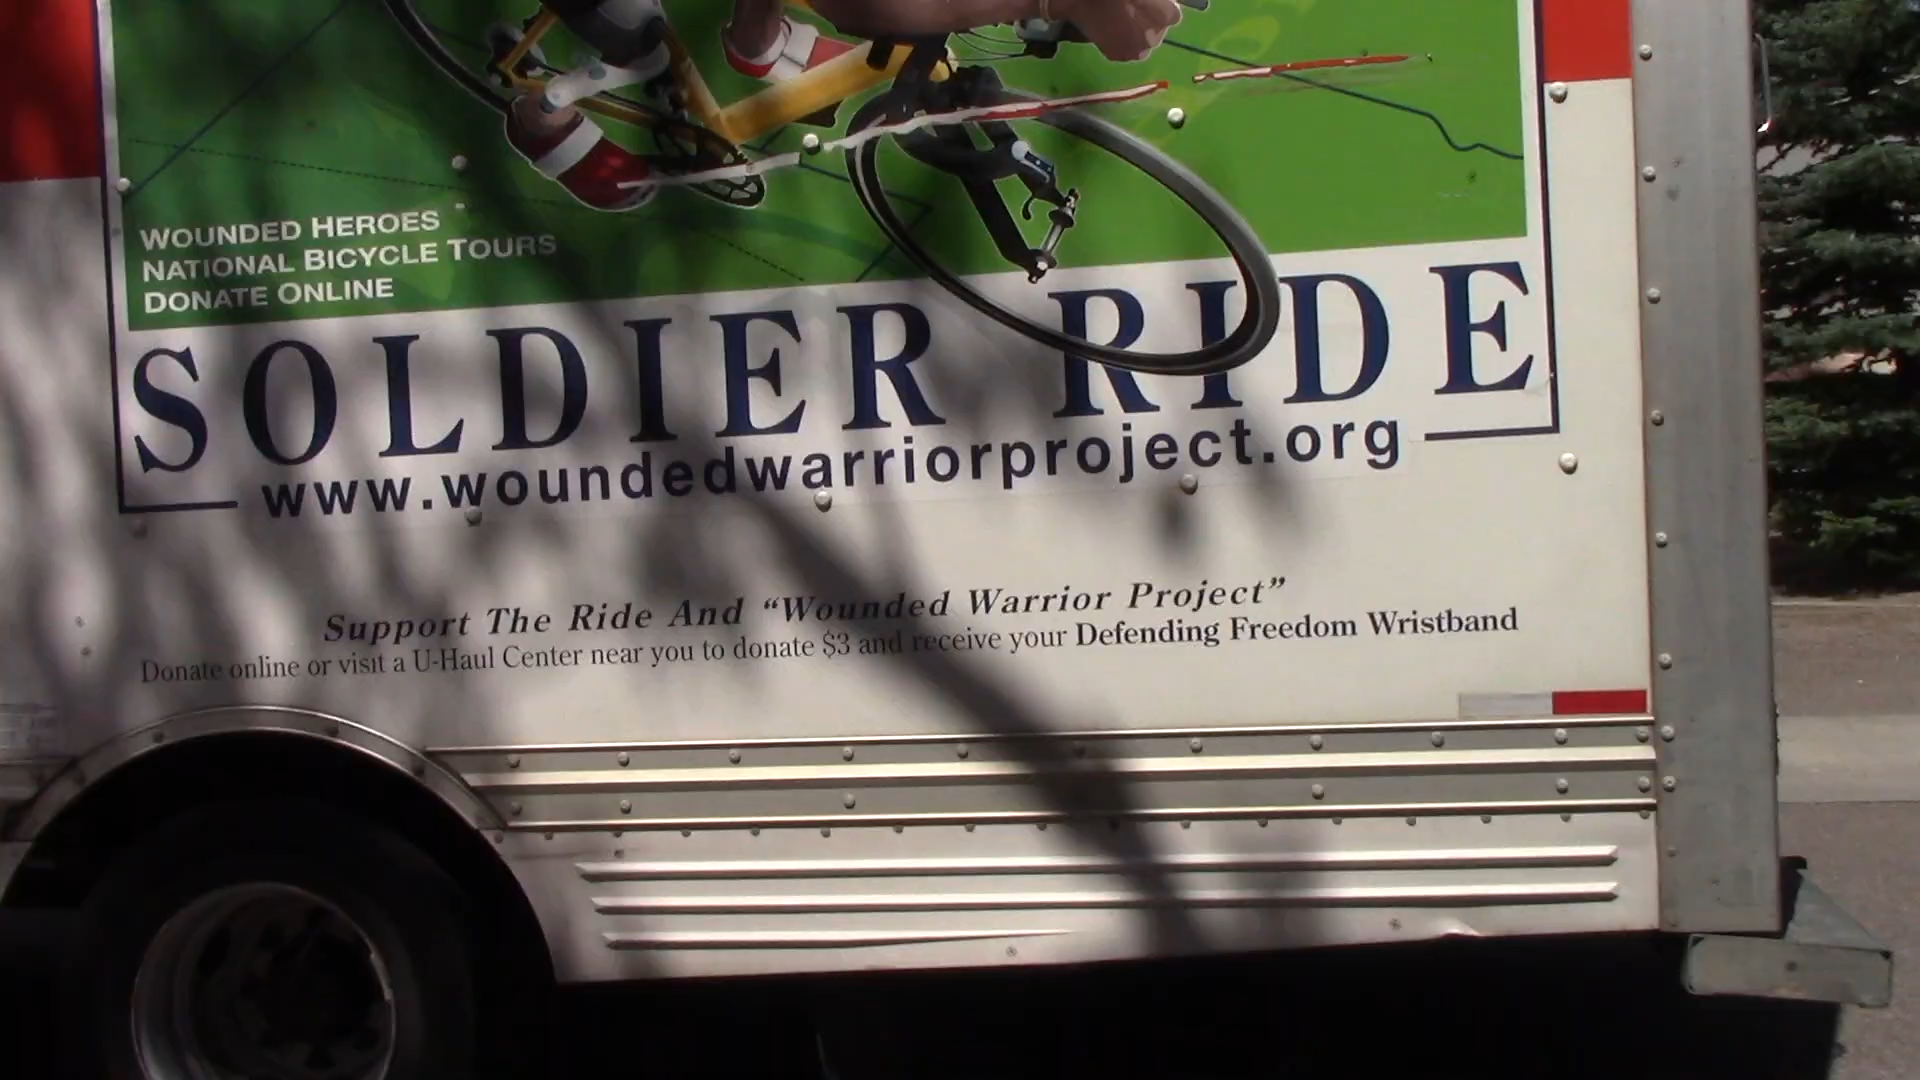 WOUNDED HEROES
NATIONAL BICYCLE TOURS
DONATE ONLINE
SOLDIER RIDE
www.woundedwarriorproject.org
Support The Ride And “Wounded Warrior Project”
Donate online or visit a U-Haul Center near you to donate $3 and receive your Defending Freedom Wristband